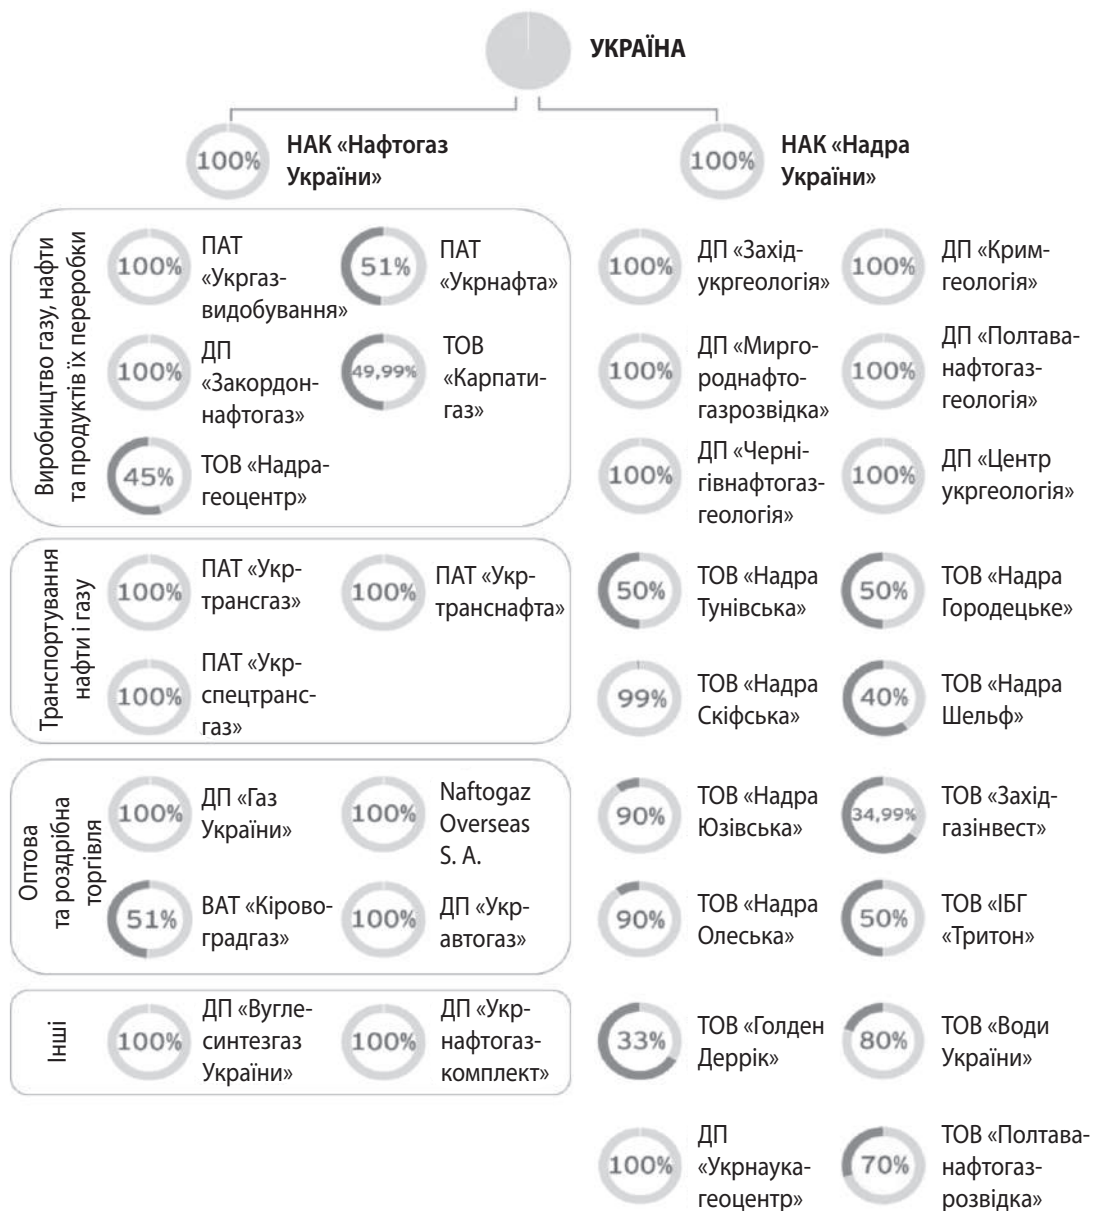 УКРАЇНА
100%
НАК «Нафтогаз
України»
100%
НАК «Надра
України»
Виробництво газу, нафти
та продуктів їх переробки
100%
ПАТ
«Укргаз-
видобування»
51%
ПАТ
«Укрнафта»
100%
ДП
«Закордон-
нафтогаз»
49,99%
ТОВ
«Карпати-
газ»
45%
ТОВ «Надра-
геоцентр»
Транспортування
нафти і газу
100%
ПАТ «Укр-
трансгаз»
100%
ПАТ «Укр-
транснафта»
100%
ПАТ «Укр-
спецтранс-
газ»
Оптова
та роздрібна
торгівля
100%
ДП «Газ
України»
100%
Naftogaz
Overseas
S. A.
51%
ВАТ «Кірово-
градгаз»
100%
ДП «Укр-
автогаз»
Інші
100%
ДП «Вугле-
синтезгаз
України»
100%
ДП «Укр-
нафтогаз-
комплект»
100%
ДП «Захід-
укргеологія»
100%
ДП «Крим-
геологія»
100%
ДП «Мирго-
роднафто-
газрозвідка»
100%
ДП «Полтава-
нафтогаз-
геологія»
100%
ДП «Черні-
гівнафтогаз-
геологія»
100%
ДП «Центр
укргеологія»
50%
ТОВ «Надра
Тунівська»
50%
ТОВ «Надра
Городецьке»
99%
ТОВ «Надра
Скіфська»
40%
ТОВ «Надра
Шельф»
90%
ТОВ «Надра
Юзівська»
34,99%
ТОВ «Захід-
газінвест»
90%
ТОВ «Надра
Олеська»
50%
ТОВ «ІБГ
«Тритон»
33%
ТОВ «Голден
Деррік»
80%
ТОВ «Води
України»
100%
ДП
«Укрнаука-
геоцентр»
70%
ТОВ «Полтава-
нафтогаз-
розвідка»